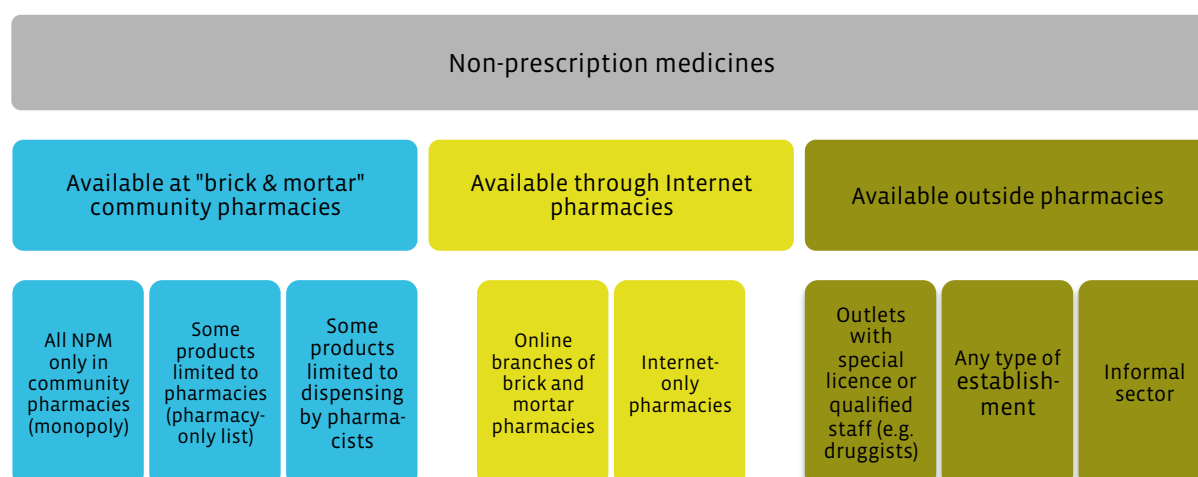 Non-prescription medicines
Available at "brick & mortar"
community pharmacies
Available through Internet
pharmacies
Available outside pharmacies
All NPM
only in
community
pharmacies
(monopoly)
Some
products
limited to
pharmacies
(pharmacy-
only list)
Some
products
limited to
dispensing
by pharma-
cists
Online
branches of
brick and
mortar
pharmacies
Internet-
only
pharmacies
Outlets
with
special
licence or
qualified
staff (e.g.
druggists)
Any type of
establish-
ment
Informal
sector